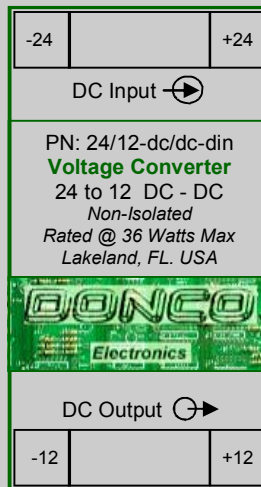 -24 +24
DC Input
PN: 24/12-dc/dc-din
Voltage Converter
24 to 12 DC - DC
Non-Isolated
Rated @ 36 Watts Max
Lakeland, FL. USA
DONCO
Electronics
DC Output
-12 +12